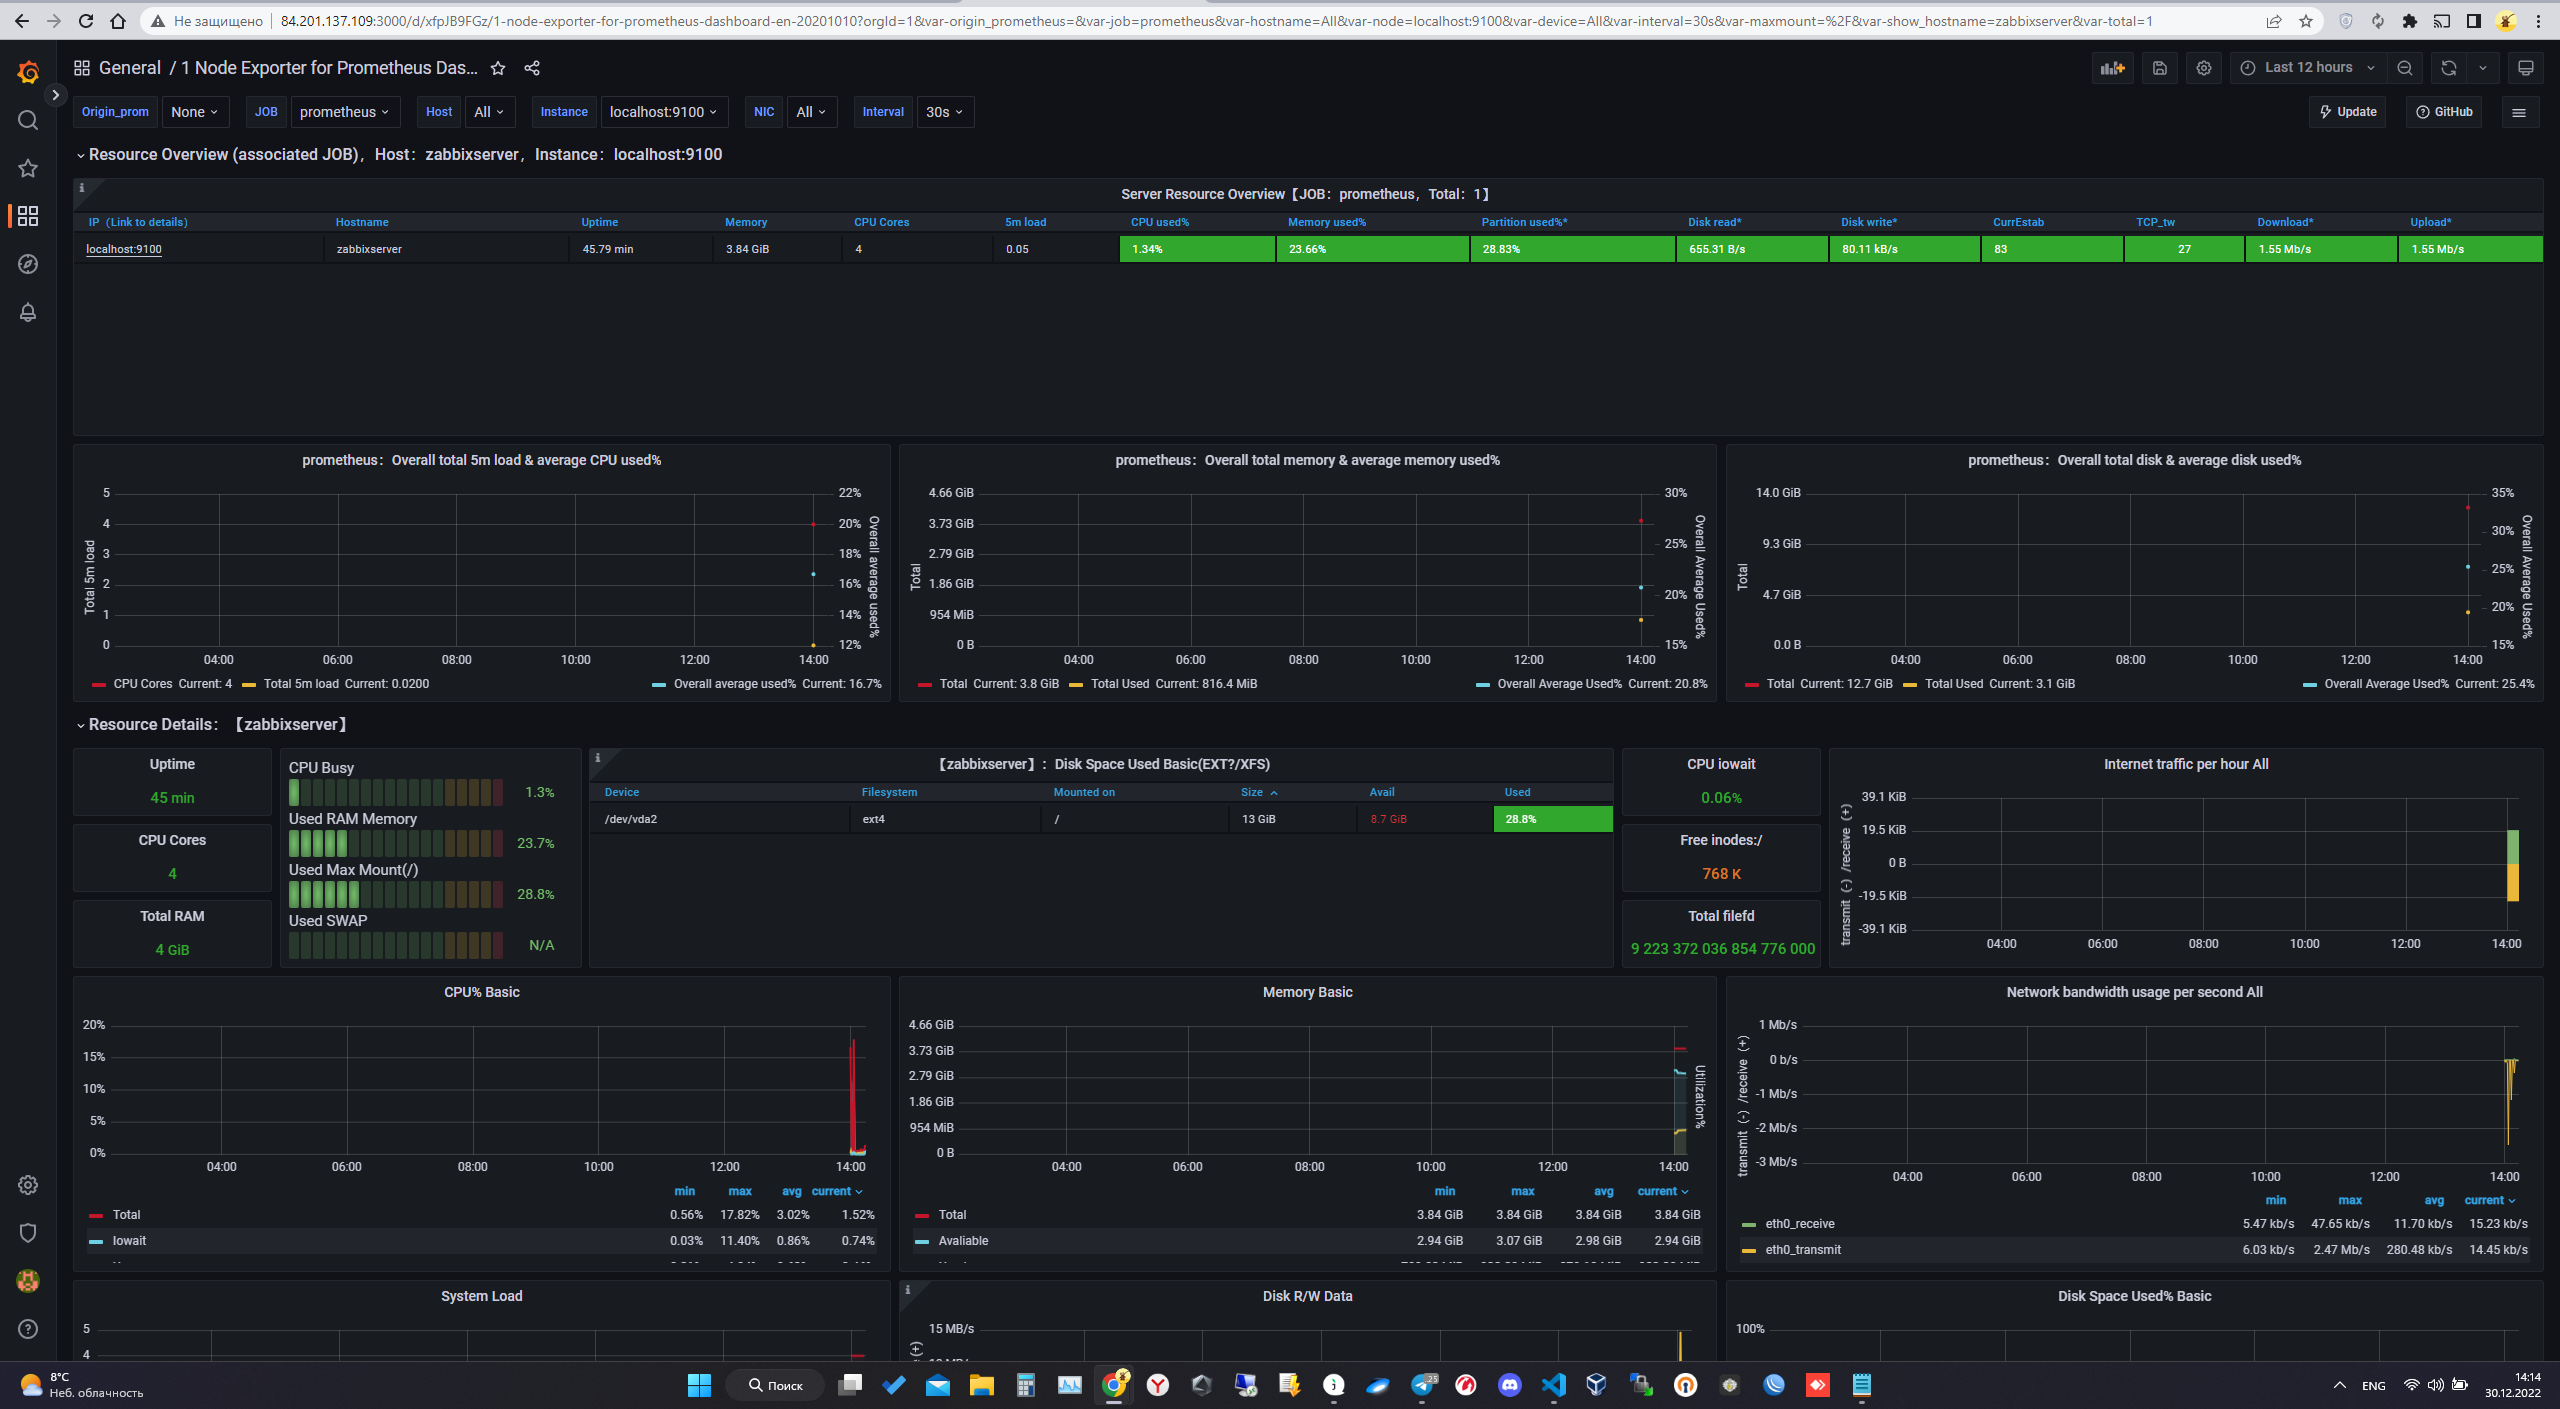 Не защищено 84.201.137.109:3000/d/xfpJB9FGz/1-node-exporter-for-prometheus-dashboard-en-20201010?orgId=1&var-origin_prometheus=&var-job=prometheus&var-hostname=All&var-node=localhost:9100&var-device=All&var-interval=30s&var-maxmount=%2F&var-show_hostname=zabbixserver&var-total=1
General / 1 Node Exporter for Prometheus Das... Last 12 hours
Origin_prom None JOB prometheus Host All Instance localhost:9100 NIC All Interval 30s Update GitHub
Resource Overview (associated JOB)，Host：zabbixserver，Instance：localhost:9100
Server Resource Overview【JOB：prometheus，Total：1】
IP（Link to details） Hostname Uptime Memory CPU Cores 5m load CPU used% Memory used% Partition used%* Disk read* Disk write* CurrEstab TCP_tw Download* Upload*
localhost:9100 zabbixserver 45.79 min 3.84 GiB 4 0.05 1.34% 23.66% 28.83% 655.31 B/s 80.11 kB/s 83 27 1.55 Mb/s 1.55 Mb/s
prometheus：Overall total 5m load & average CPU used%
5
4
3
2
1
0
Total 5m load
22%
20%
18%
16%
14%
12%
Overall average used%
04:00 06:00 08:00 10:00 12:00 14:00
CPU Cores Current: 4 Total 5m load Current: 0.0200 Overall average used% Current: 16.7%
prometheus：Overall total memory & average memory used%
4.66 GiB
3.73 GiB
2.79 GiB
1.86 GiB
954 MiB
0 B
Total
30%
25%
20%
15%
Overall Average Used%
04:00 06:00 08:00 10:00 12:00 14:00
Total Current: 3.8 GiB Total Used Current: 816.4 MiB Overall Average Used% Current: 20.8%
prometheus：Overall total disk & average disk used%
14.0 GiB
9.3 GiB
4.7 GiB
0.0 B
Total
35%
30%
25%
20%
15%
Overall Average Used%
04:00 06:00 08:00 10:00 12:00 14:00
Total Current: 12.7 GiB Total Used Current: 3.1 GiB Overall Average Used% Current: 25.4%
Resource Details：【zabbixserver】
Uptime
45 min
CPU Cores
4
Total RAM
4 GiB
CPU Busy
1.3%
Used RAM Memory
23.7%
Used Max Mount(/)
28.8%
Used SWAP
N/A
【zabbixserver】：Disk Space Used Basic(EXT?/XFS)
Device Filesystem Mounted on Size Avail Used
/dev/vda2 ext4 / 13 GiB 8.7 GiB 28.8%
CPU iowait
0.06%
Free inodes:/
768 K
Total filefd
9 223 372 036 854 776 000
Internet traffic per hour All
39.1 KiB
19.5 KiB
0 B
-19.5 KiB
-39.1 KiB
transmit（-）/receive（+）
04:00 06:00 08:00 10:00 12:00 14:00
CPU% Basic
20%
15%
10%
5%
0%
04:00 06:00 08:00 10:00 12:00 14:00
min max avg current
Total 0.56% 17.82% 3.02% 1.52%
Iowait 0.03% 11.40% 0.86% 0.74%
Memory Basic
4.66 GiB
3.73 GiB
2.79 GiB
1.86 GiB
954 MiB
0 B
Utilization%
04:00 06:00 08:00 10:00 12:00 14:00
min max avg current
Total 3.84 GiB 3.84 GiB 3.84 GiB 3.84 GiB
Avaliable 2.94 GiB 3.07 GiB 2.98 GiB 2.94 GiB
Network bandwidth usage per second All
1 Mb/s
0 b/s
-1 Mb/s
-2 Mb/s
-3 Mb/s
transmit（-）/receive（+）
04:00 06:00 08:00 10:00 12:00 14:00
min max avg current
eth0_receive 5.47 kb/s 47.65 kb/s 11.70 kb/s 15.23 kb/s
eth0_transmit 6.03 kb/s 2.47 Mb/s 280.48 kb/s 14.45 kb/s
System Load
5
4
Disk R/W Data
15 MB/s
(+)
Disk Space Used% Basic
100%
8°C
Неб. облачность
Поиск
25
ENG
14:14
30.12.2022